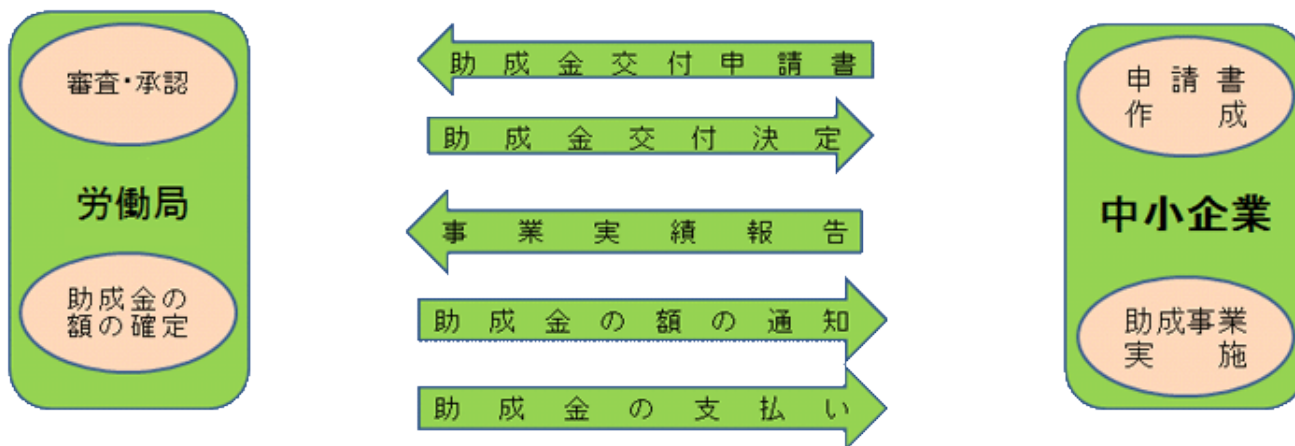 審査・承認
労働局
助成金の
額の確定
助成金交付申請書
助成金交付決定
事業実績報告
助成金の額の通知
助成金の支払い
申請書
作成
中小企業
助成事業
実施